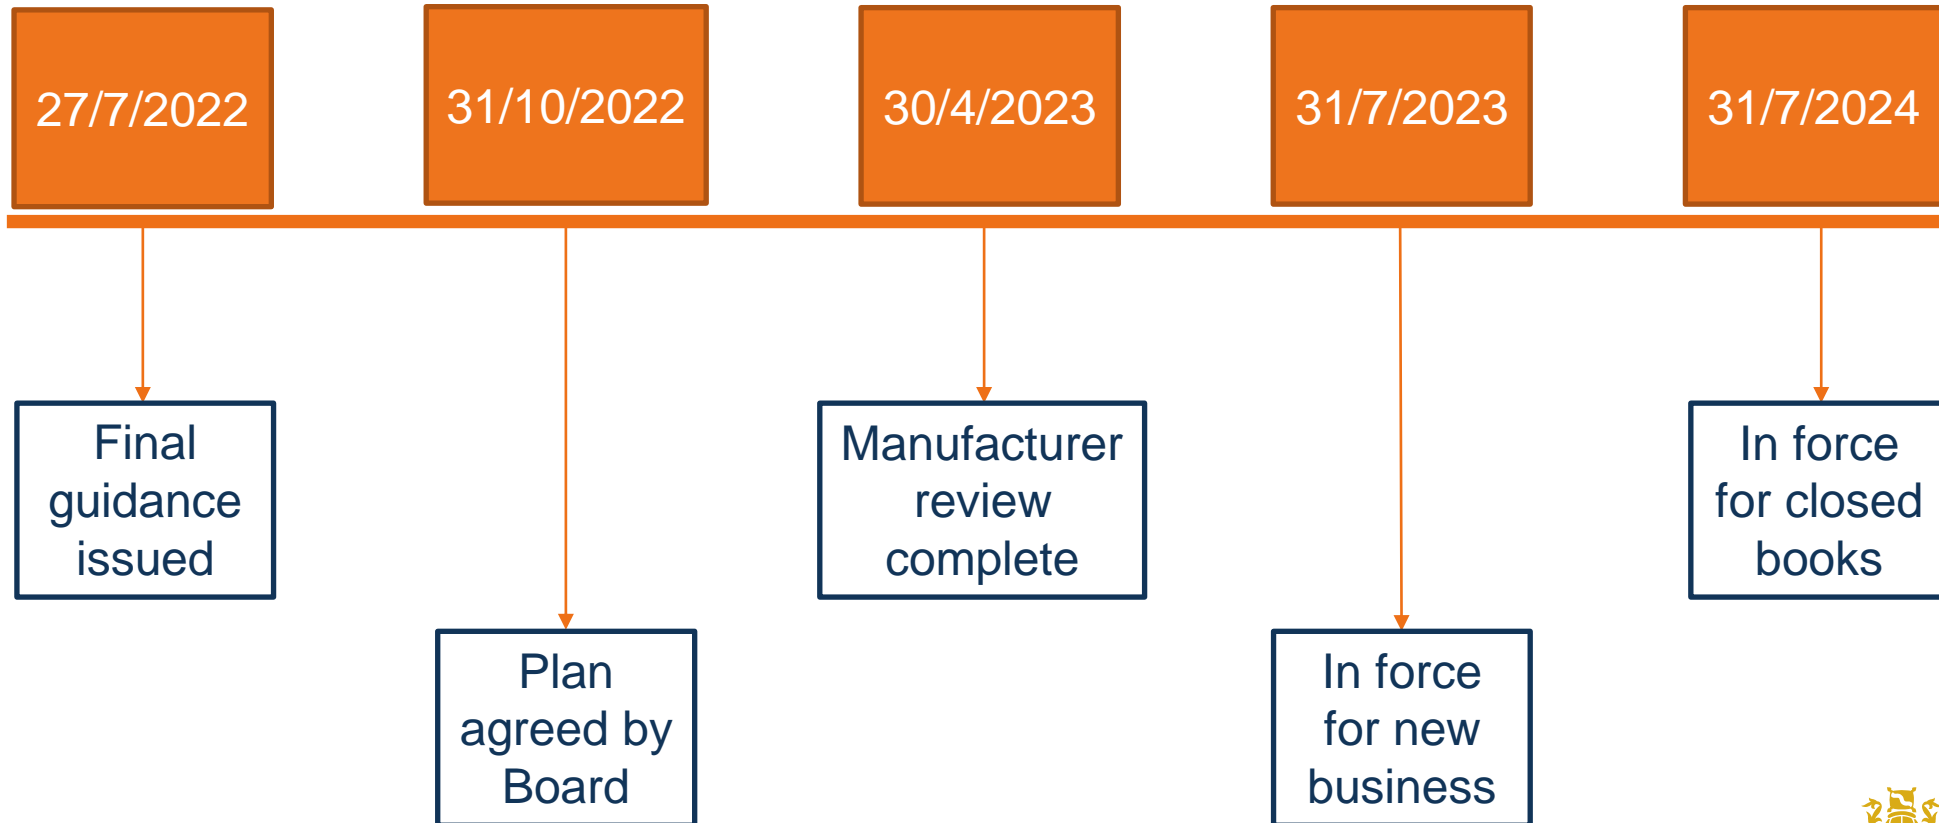 27/7/2022
31/10/2022
30/4/2023
31/7/2023
31/7/2024
Final
guidance
issued
Plan
agreed by
Board
Manufacturer
review
complete
In force
for new
business
In force
for closed
books